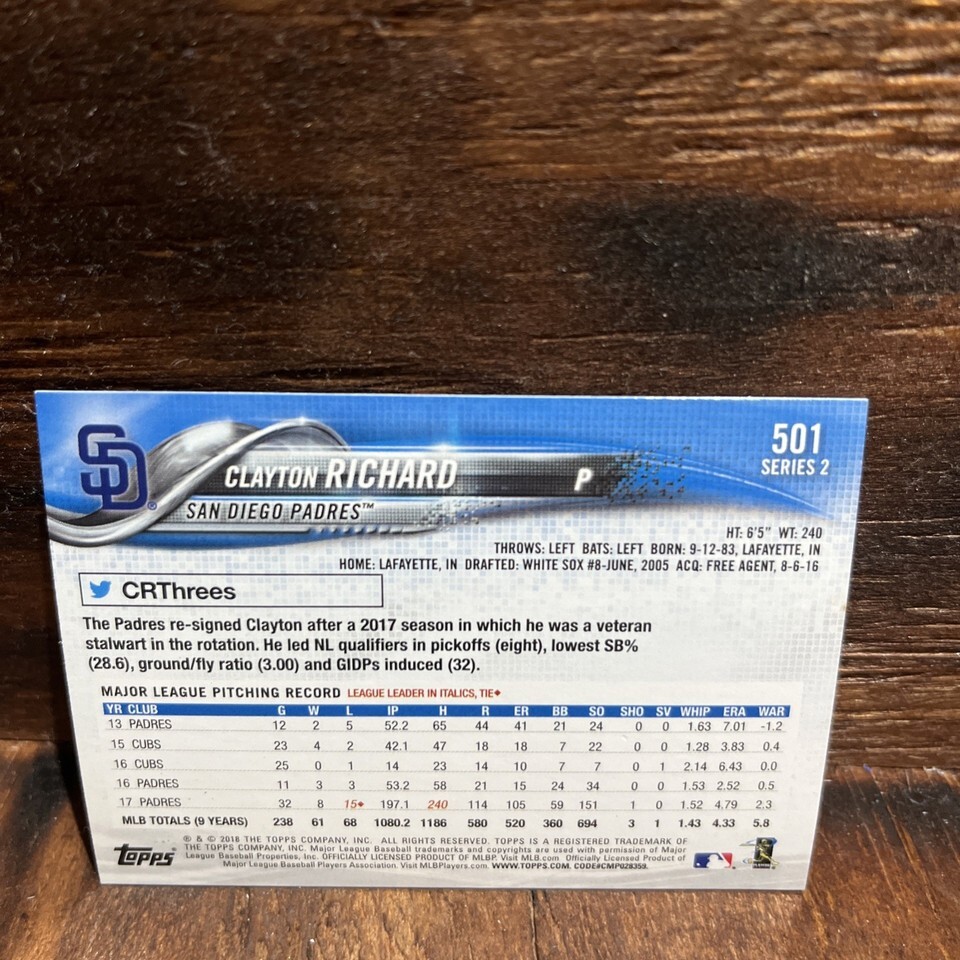 SD
501
SERIES 2
CLAYTON RICHARD P
SAN DIEGO PADRES™
HT: 6'5" WT: 240
THROWS: LEFT BATS: LEFT BORN: 9-12-83, LAFAYETTE, IN
HOME: LAFAYETTE, IN DRAFTED: WHITE SOX #8-JUNE, 2005 ACQ: FREE AGENT, 8-6-16
CRThrees
The Padres re-signed Clayton after a 2017 season in which he was a veteran
stalwart in the rotation. He led NL qualifiers in pickoffs (eight), lowest SB%
(28.6), ground/fly ratio (3.00) and GIDPs induced (32).
MAJOR LEAGUE PITCHING RECORD LEAGUE LEADER IN ITALICS, TIE♦
YR CLUB G W L IP H R ER BB SO SHO SV WHIP ERA WAR
13 PADRES 12 2 5 52.2 65 44 41 21 24 0 0 1.63 7.01 -1.2
15 CUBS 23 4 2 42.1 47 18 18 7 22 0 0 1.28 3.83 0.4
16 CUBS 25 0 1 14 23 14 10 7 7 0 1 2.14 6.43 0.0
16 PADRES 11 3 3 53.2 58 21 15 24 34 0 0 1.53 2.52 0.5
17 PADRES 32 8 15♦ 197.1 240 114 105 59 151 1 0 1.52 4.79 2.3
MLB TOTALS (9 YEARS) 238 61 68 1080.2 1186 580 520 360 694 3 1 1.43 4.33 5.8
topps
® & © 2018 THE TOPPS COMPANY, INC. ALL RIGHTS RESERVED. TOPPS IS A REGISTERED TRADEMARK OF
THE TOPPS COMPANY, INC. Major League Baseball trademarks and copyrights are used with permission of Major
League Baseball Properties, Inc. OFFICIALLY LICENSED PRODUCT OF MLBP. Visit MLB.com Officially Licensed Product of
Major League Baseball Players Association. Visit MLBPlayers.com. WWW.TOPPS.COM. CODE#CMP028359.